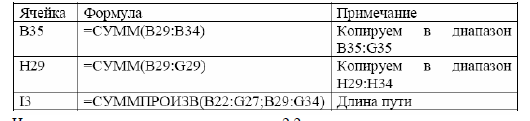 Ячейка Формула Примечание
B35 =СУММ(B29:B34) Копируем в диапазон
B35:G35
H29 =СУММ(B29:G29) Копируем в диапазон
H29:H34
I3 =СУММПРОИЗВ(B22:G27;B29:G34) Длина пути